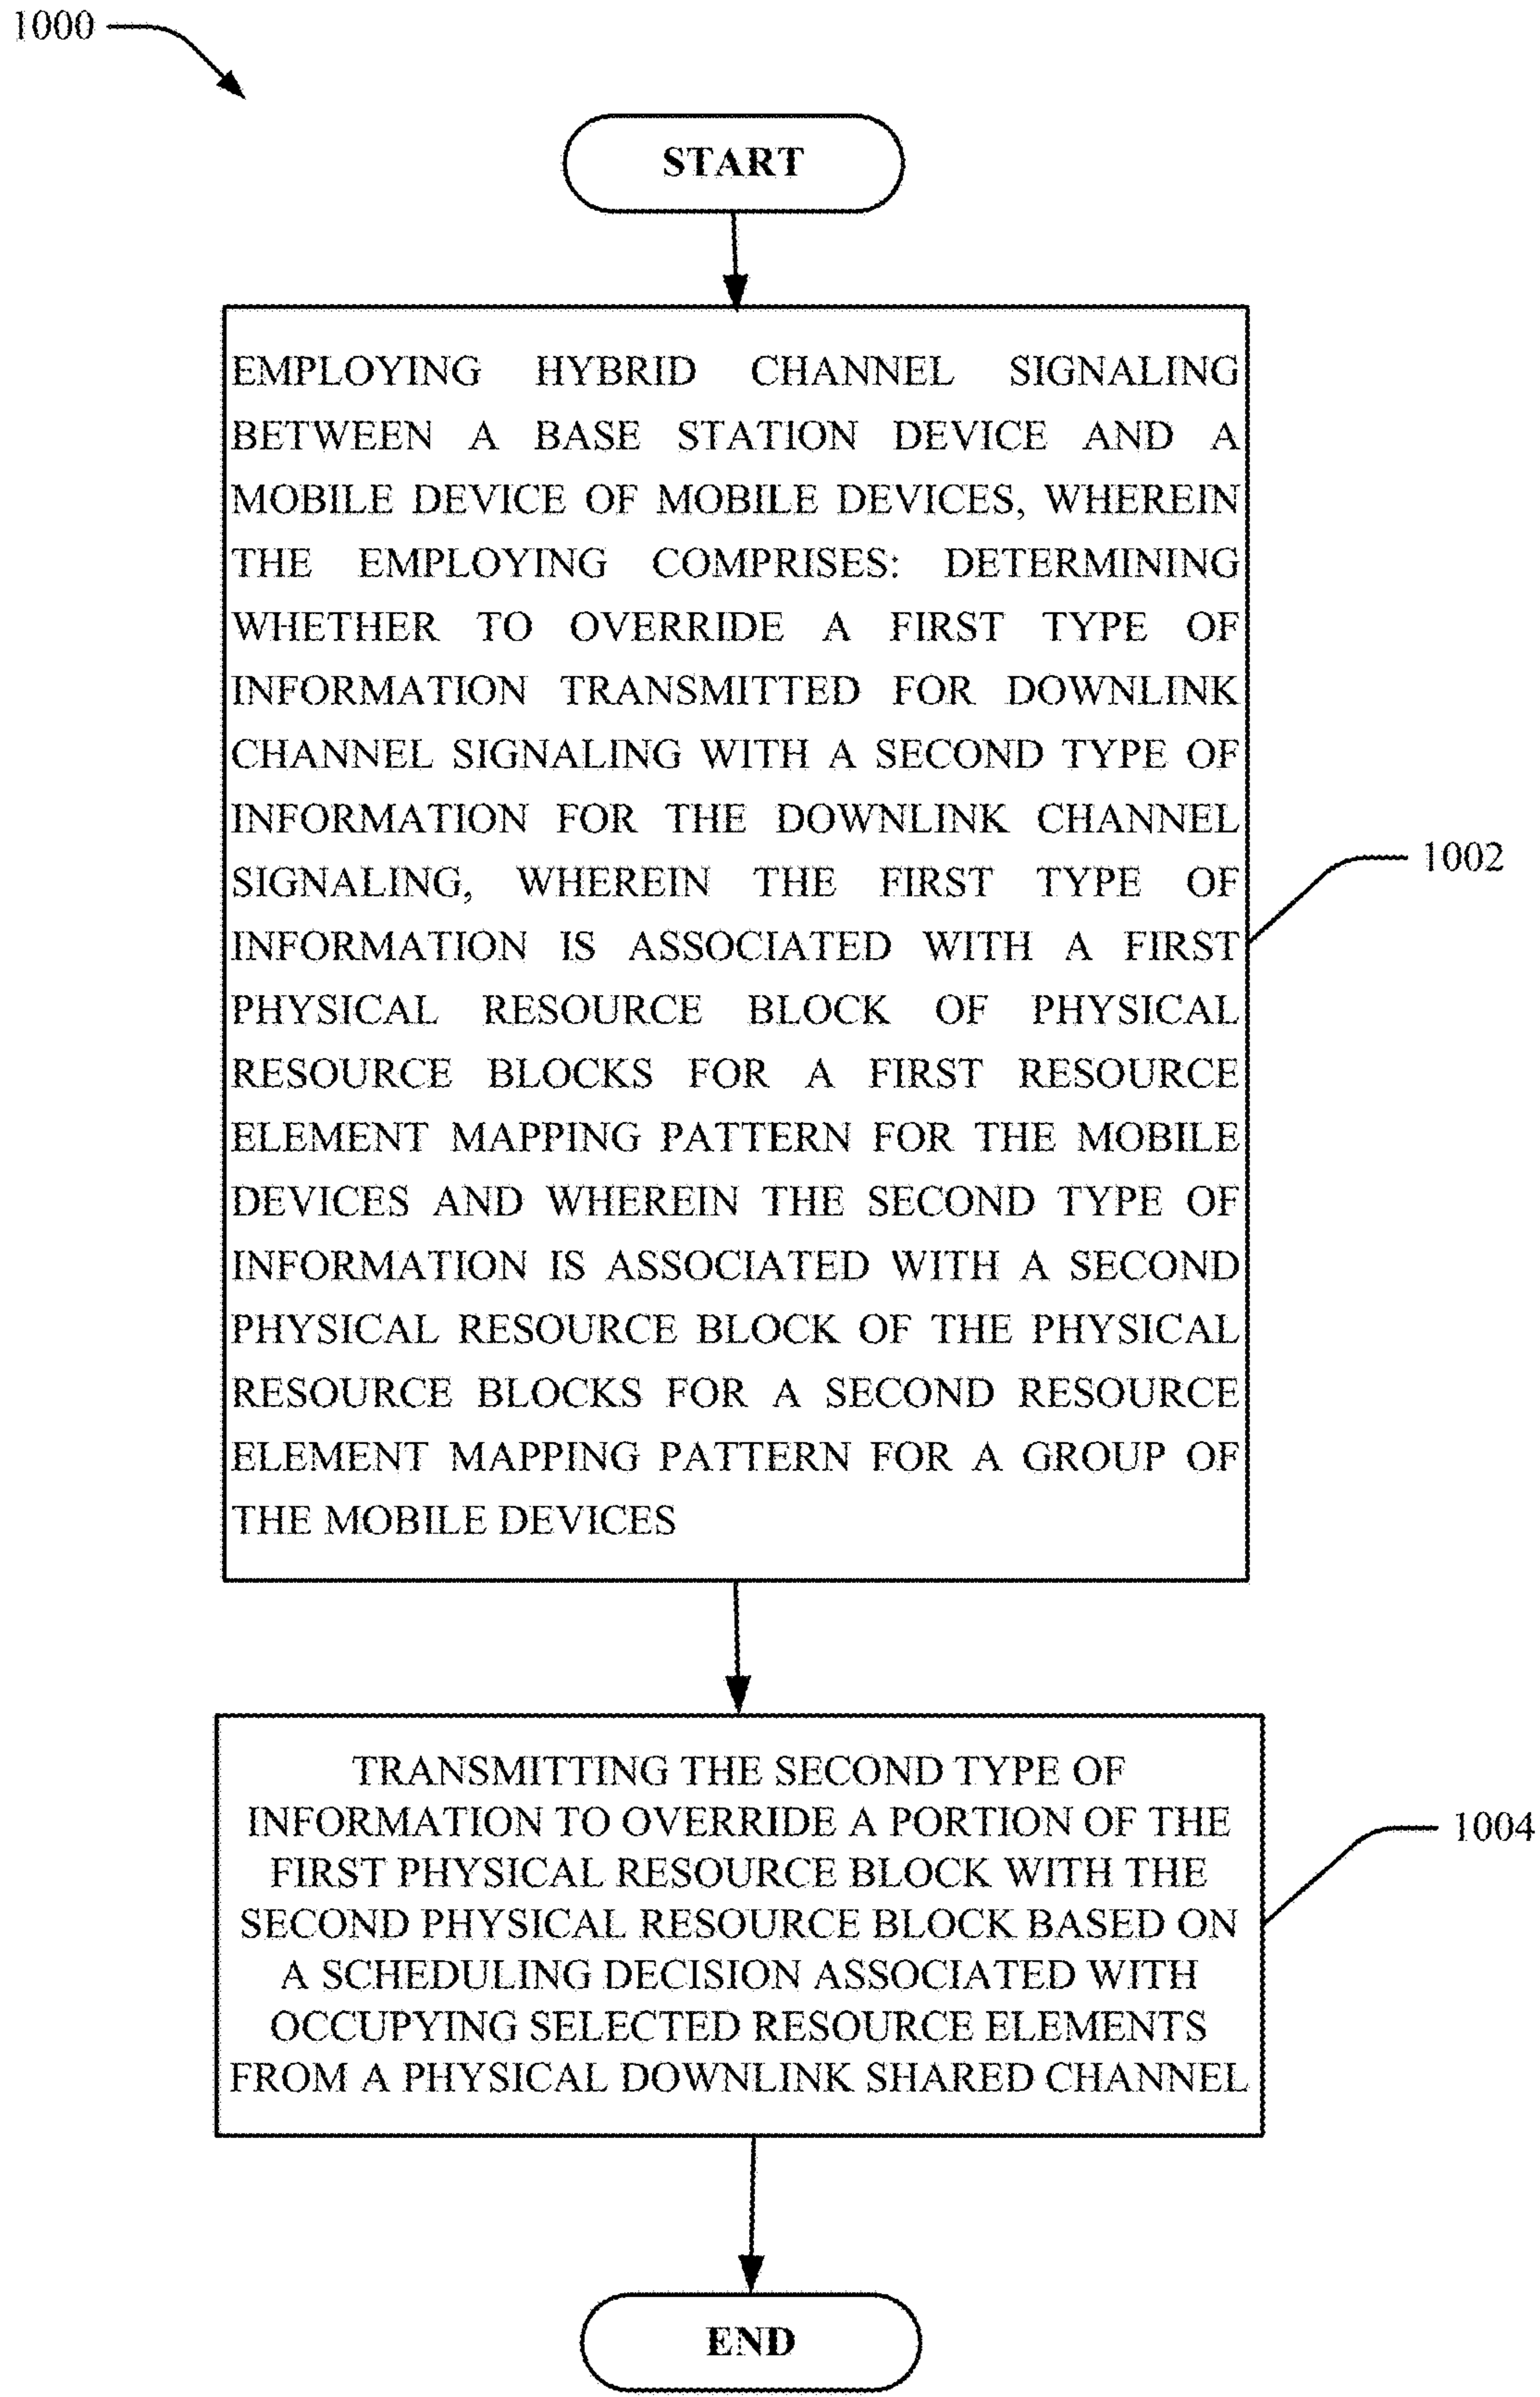 1000
START
EMPLOYING HYBRID CHANNEL SIGNALING
BETWEEN A BASE STATION DEVICE AND A
MOBILE DEVICE OF MOBILE DEVICES, WHEREIN
THE EMPLOYING COMPRISES: DETERMINING
WHETHER TO OVERRIDE A FIRST TYPE OF
INFORMATION TRANSMITTED FOR DOWNLINK
CHANNEL SIGNALING WITH A SECOND TYPE OF
INFORMATION FOR THE DOWNLINK CHANNEL
SIGNALING, WHEREIN THE FIRST TYPE OF
INFORMATION IS ASSOCIATED WITH A FIRST
PHYSICAL RESOURCE BLOCK OF PHYSICAL
RESOURCE BLOCKS FOR A FIRST RESOURCE
ELEMENT MAPPING PATTERN FOR THE MOBILE
DEVICES AND WHEREIN THE SECOND TYPE OF
INFORMATION IS ASSOCIATED WITH A SECOND
PHYSICAL RESOURCE BLOCK OF THE PHYSICAL
RESOURCE BLOCKS FOR A SECOND RESOURCE
ELEMENT MAPPING PATTERN FOR A GROUP OF
THE MOBILE DEVICES
1002
TRANSMITTING THE SECOND TYPE OF
INFORMATION TO OVERRIDE A PORTION OF THE
FIRST PHYSICAL RESOURCE BLOCK WITH THE
SECOND PHYSICAL RESOURCE BLOCK BASED ON
A SCHEDULING DECISION ASSOCIATED WITH
OCCUPYING SELECTED RESOURCE ELEMENTS
FROM A PHYSICAL DOWNLINK SHARED CHANNEL
1004
END